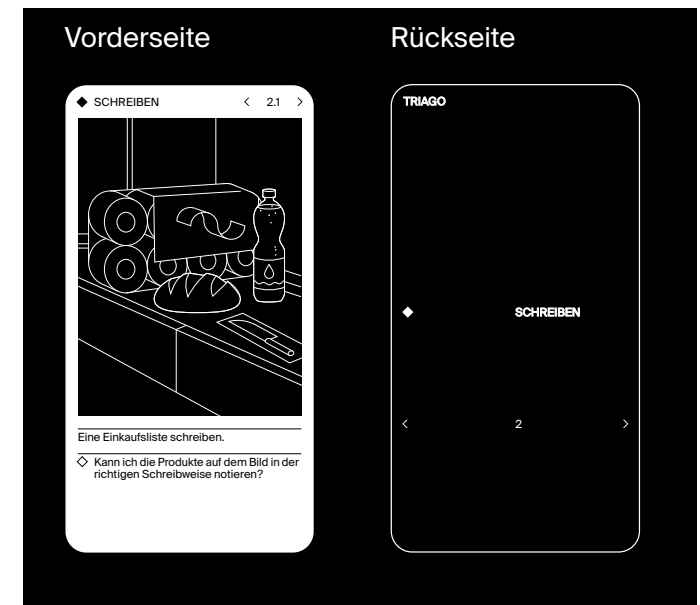 Vorderseite
Rückseite
◆ SCHREIBEN < 2.1 >
Eine Einkaufsliste schreiben.
◇ Kann ich die Produkte auf dem Bild in der
richtigen Schreibweise notieren?
TRIAGO
◆ SCHREIBEN
< 2 >